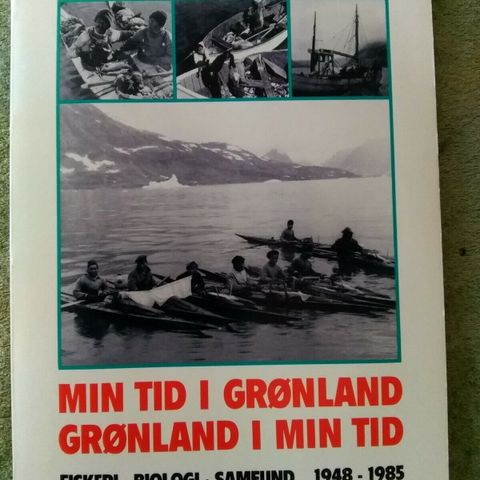 MIN TID I GRØNLAND
GRØNLAND I MIN TID
FISKERI - BIOLOGI - SAMFUND 1948 - 1985